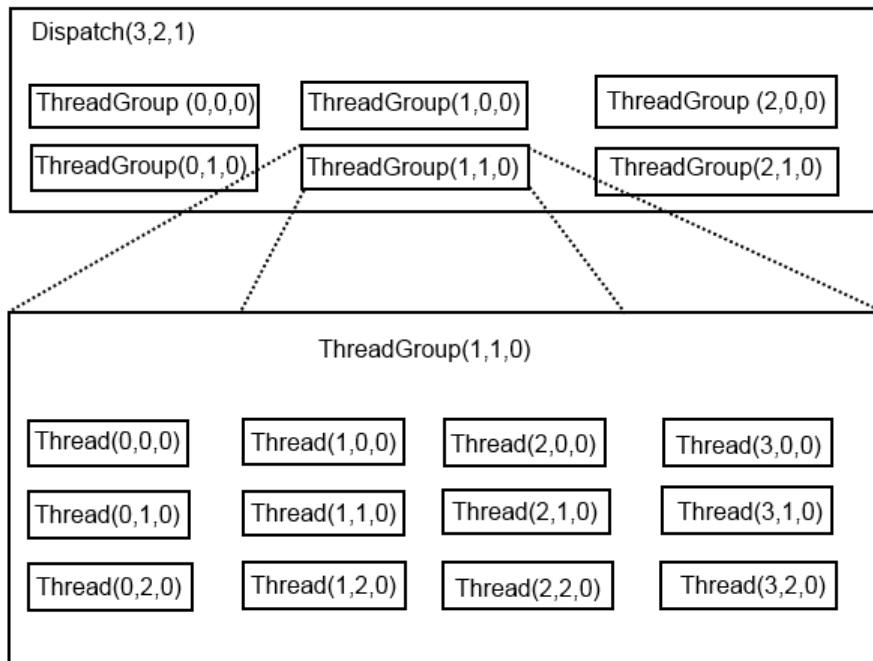 Dispatch(3,2,1)
ThreadGroup (0,0,0) ThreadGroup(1,0,0) ThreadGroup (2,0,0)
ThreadGroup(0,1,0) ThreadGroup(1,1,0) ThreadGroup(2,1,0)
ThreadGroup(1,1,0)
Thread(0,0,0) Thread(1,0,0) Thread(2,0,0) Thread(3,0,0)
Thread(0,1,0) Thread(1,1,0) Thread(2,1,0) Thread(3,1,0)
Thread(0,2,0) Thread(1,2,0) Thread(2,2,0) Thread(3,2,0)